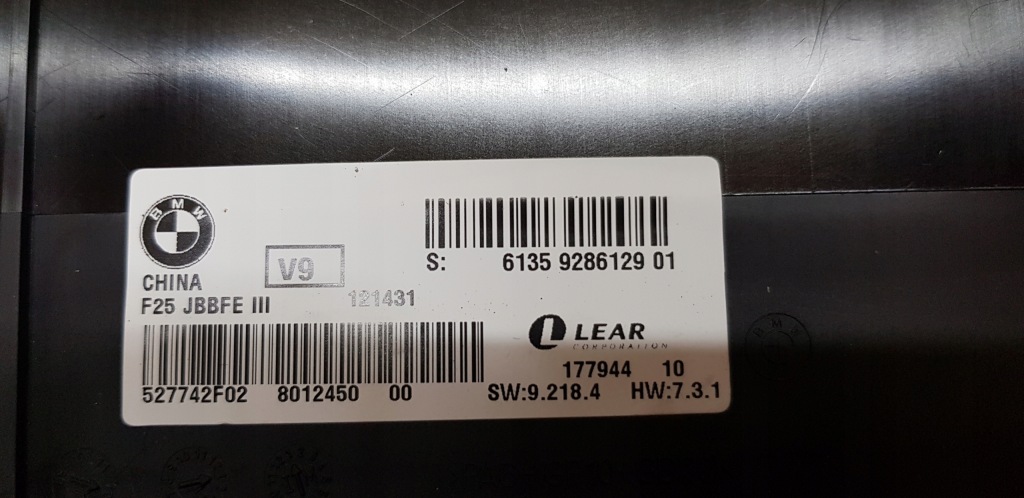 BMW
CHINA
V9
F25 JBBFE III
121431
S: 6135 9286129 01
LEAR
CORPORATION
177944 10
527742F02 8012450 00
SW:9.218.4 HW:7.3.1
BMW